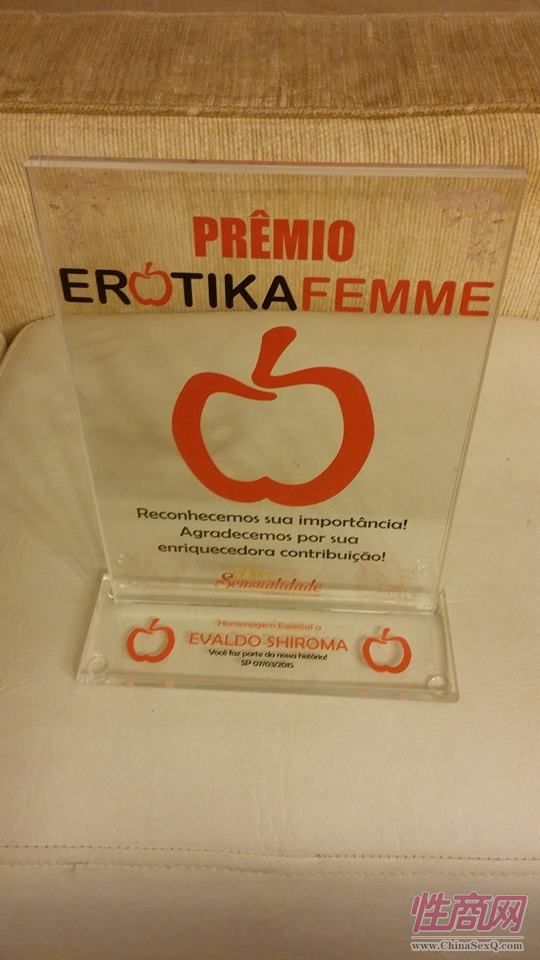 PRÊMIO
EROTIKAFEMME
Reconhecemos sua importância!
Agradecemos por sua
enriquecedora contribuição!
Sensualidade
Homenagem Especial a
EVALDO SHIROMA
Você faz parte da nossa história!
SP 07/03/2015
性商网
www.ChinaSexQ.com